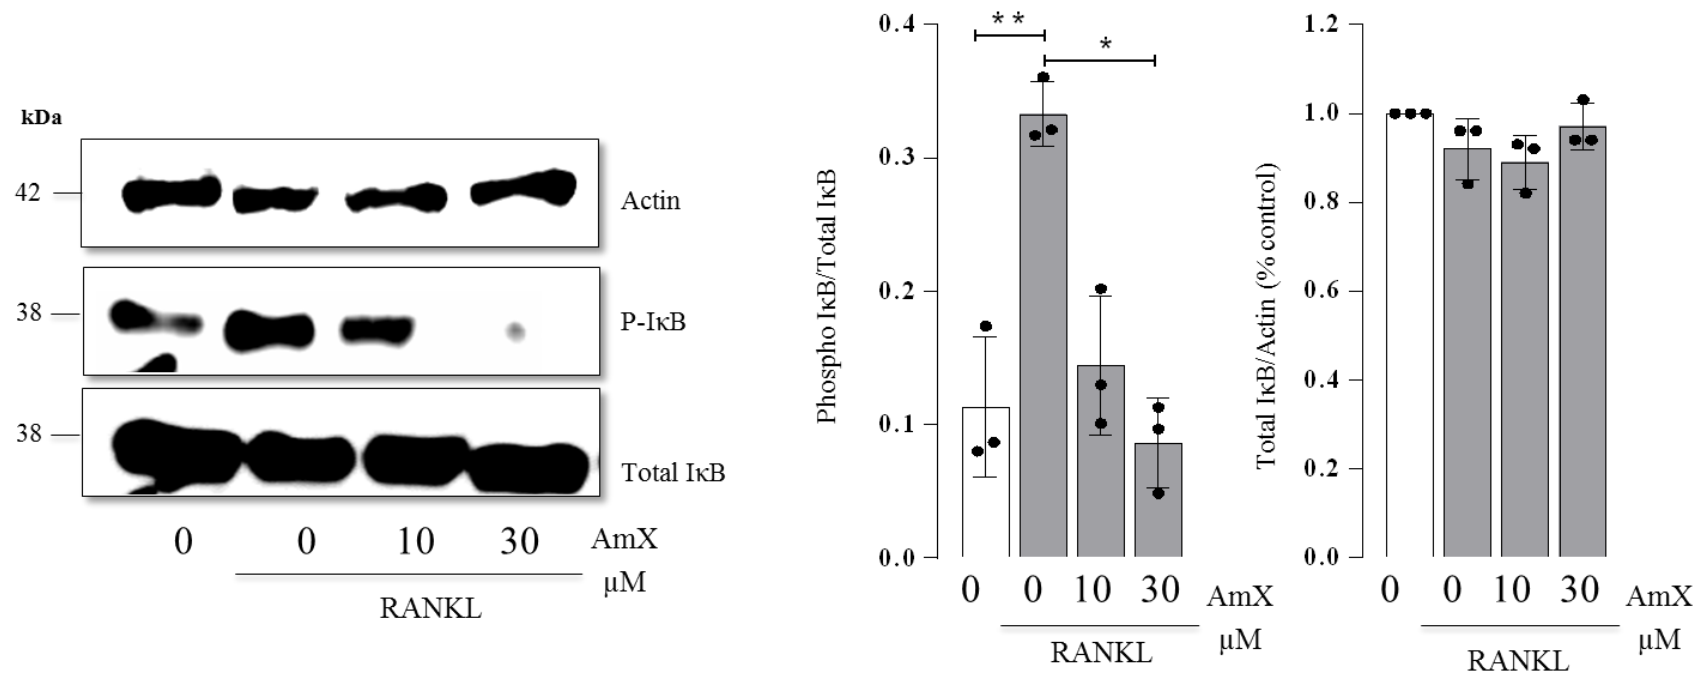 kDa
42
Actin
38
P-IκB
38
Total IκB
0 0 10 30 AmX
µM
RANKL
Phospho IκB/Total IκB
0.4
0.3
0.2
0.1
0.0
* *
*
0 0 10 30 AmX
µM
RANKL
Total IκB/Actin (% control)
1.2
1.0
0.8
0.6
0.4
0.2
0.0
0 0 10 30 AmX
µM
RANKL